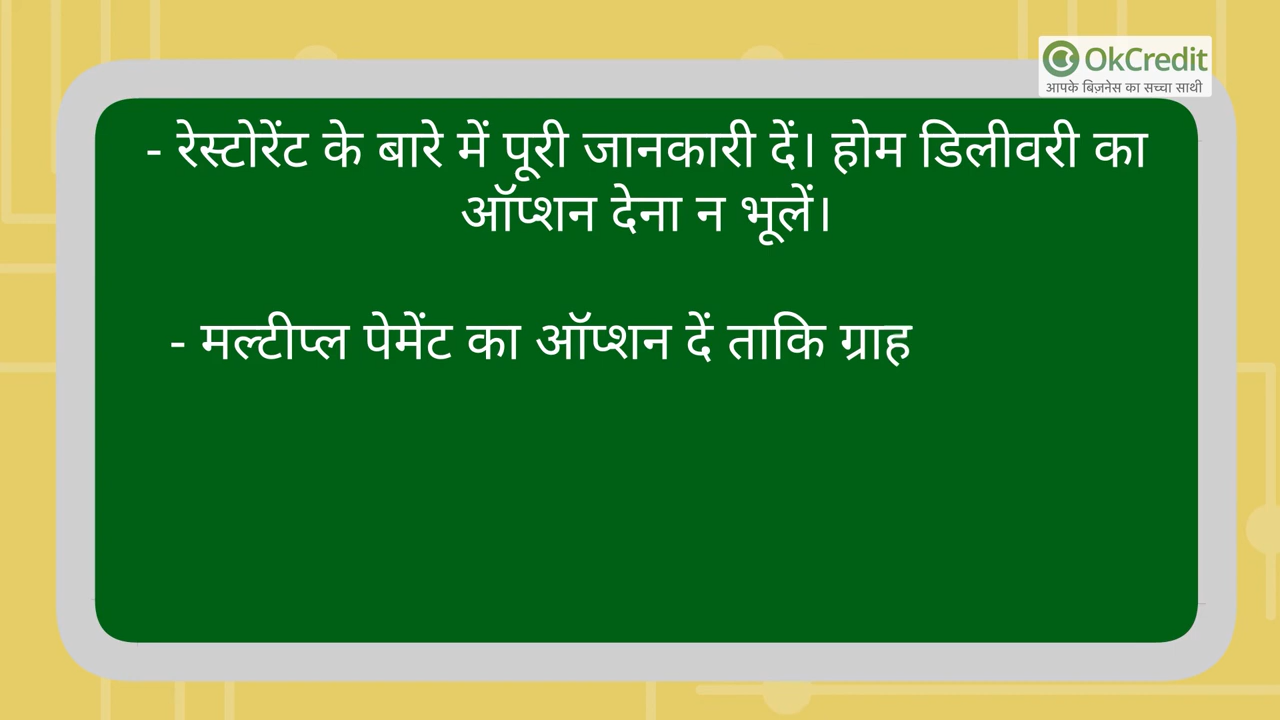 OkCredit
आपके बिज़नेस का सच्चा साथी
- रेस्टोरेंट के बारे में पूरी जानकारी दें। होम डिलीवरी का
ऑप्शन देना न भूलें।
- मल्टीप्ल पेमेंट का ऑप्शन दें ताकि ग्राह